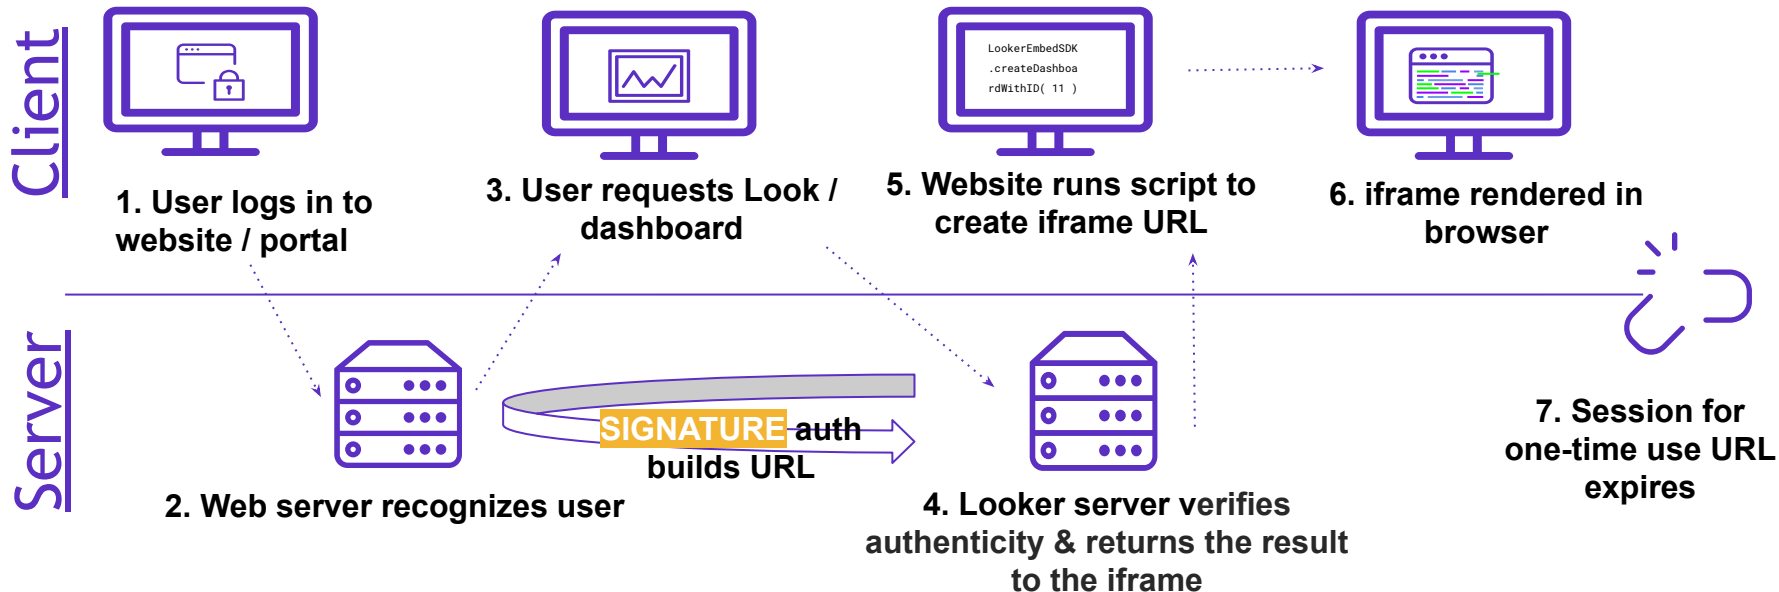 Client
1. User logs in to
website / portal
3. User requests Look /
dashboard
LookerEmbedSDK
.createDashboa
rdWithID( 11 )
5. Website runs script to
create iframe URL
6. iframe rendered in
browser
Server
2. Web server recognizes user
SIGNATURE auth
builds URL
4. Looker server verifies
authenticity & returns the result
to the iframe
7. Session for
one-time use URL
expires